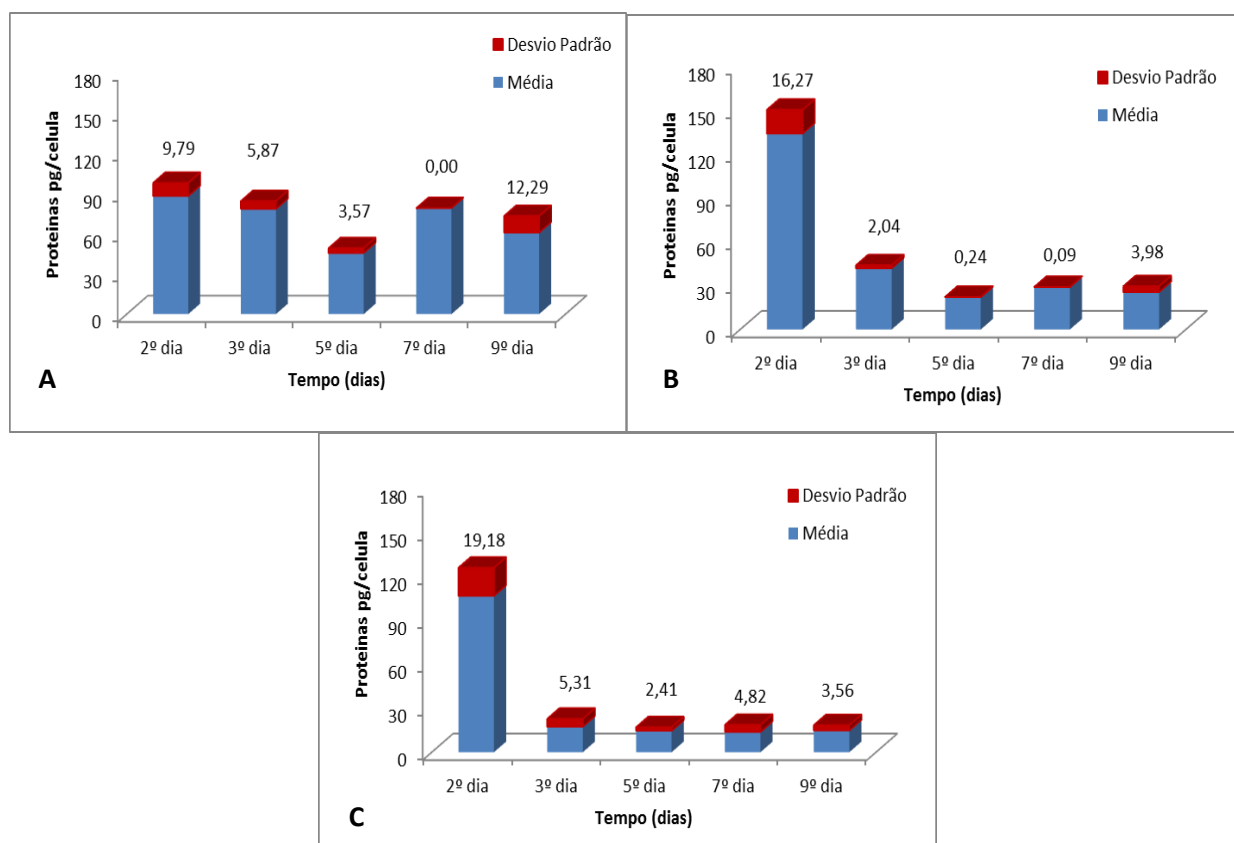 Desvio Padrão
Média
Proteinas pg/celula
180
150
120
90
60
30
0
9,79
5,87
3,57
0,00
12,29
2º dia
3º dia
5º dia
7º dia
9º dia
Tempo (dias)
A
Desvio Padrão
Média
Proteinas pg/celula
180
150
120
90
60
30
0
16,27
2,04
0,24
0,09
3,98
2º dia
3º dia
5º dia
7º dia
9º dia
Tempo (dias)
B
Desvio Padrão
Média
Proteinas pg/celula
180
150
120
90
60
30
0
19,18
5,31
2,41
4,82
3,56
2º dia
3º dia
5º dia
7º dia
9º dia
Tempo (dias)
C